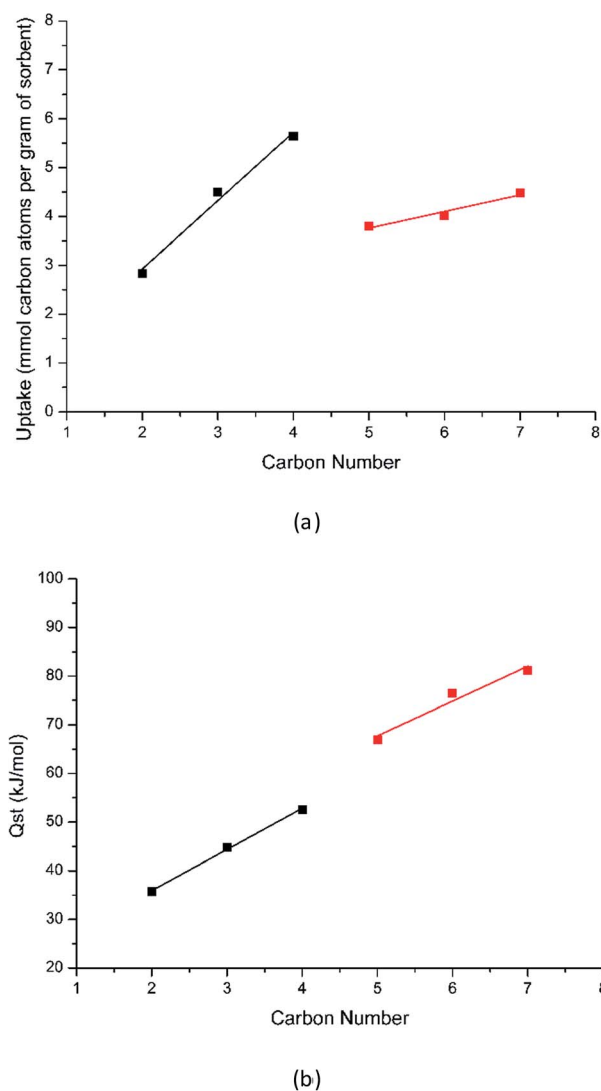 8
7
6
5
4
3
2
1
0
1 2 3 4 5 6 7 8
Uptake (mmol carbon atoms per gram of sorbent)
Carbon Number
(a)
100
90
80
70
60
50
40
30
20
1 2 3 4 5 6 7 8
Qst (kJ/mol)
Carbon Number
(b)